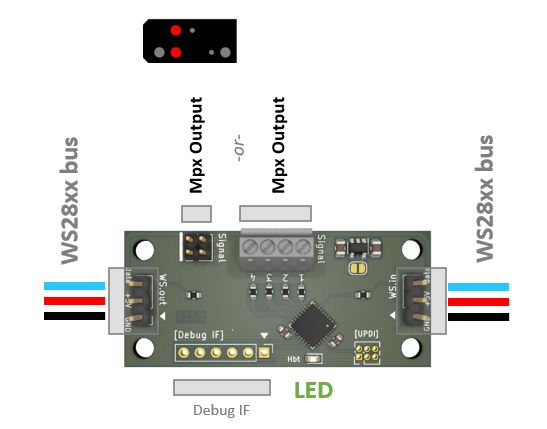 Mpx Output
-or-
Mpx Output
WS28xx bus
WS28xx bus
Signal
Signal
4 3 2 1
data
+5V
GND
WS.out
WS.in
data
+5V
GND
[Debug IF]
Hbt
[UPDI]
LED
Debug IF